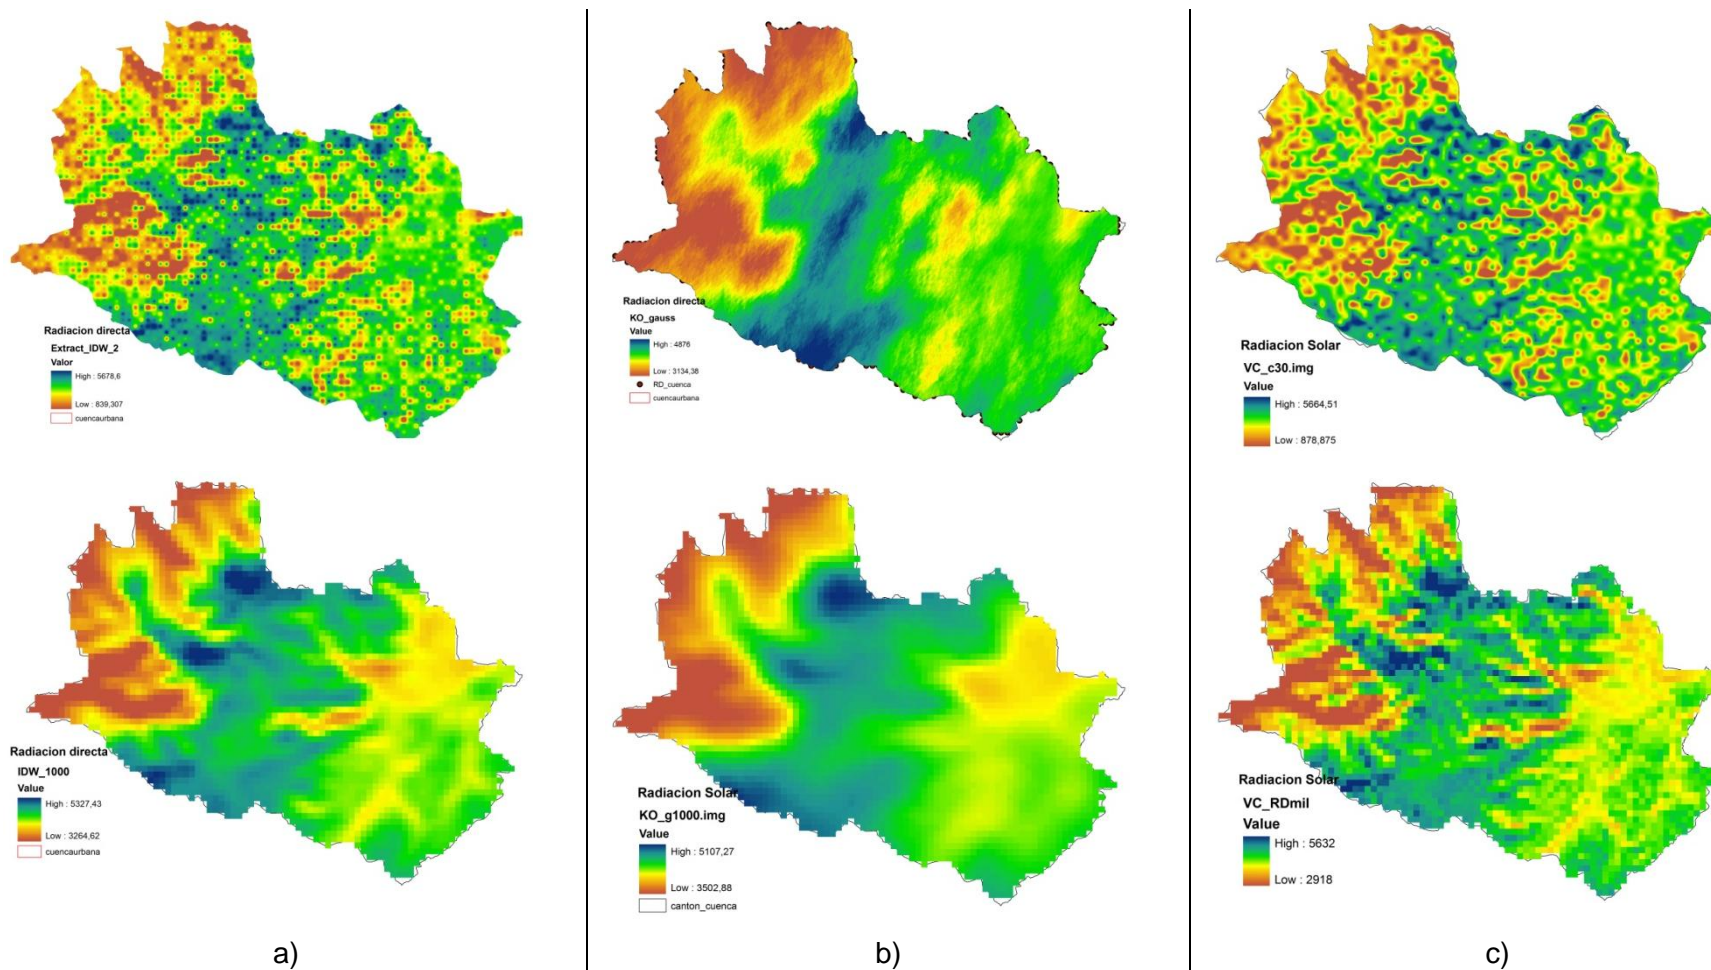 Radiacion directa
Extract_IDW_2
Valor
High : 5678,6
Low : 839,307
cuencaurbana
Radiacion directa
IDW_1000
Value
High : 5327,43
Low : 3264,62
cuencaurbana
a)
Radiacion directa
KO_gauss
Value
High : 4876
Low : 3134,38
RD_cuenca
cuencaurbana
Radiacion Solar
KO_g1000.img
Value
High : 5107,27
Low : 3502,88
canton_cuenca
b)
Radiacion Solar
VC_c30.img
Value
High : 5664,51
Low : 878,875
Radiacion Solar
VC_RDmil
Value
High : 5632
Low : 2918
c)